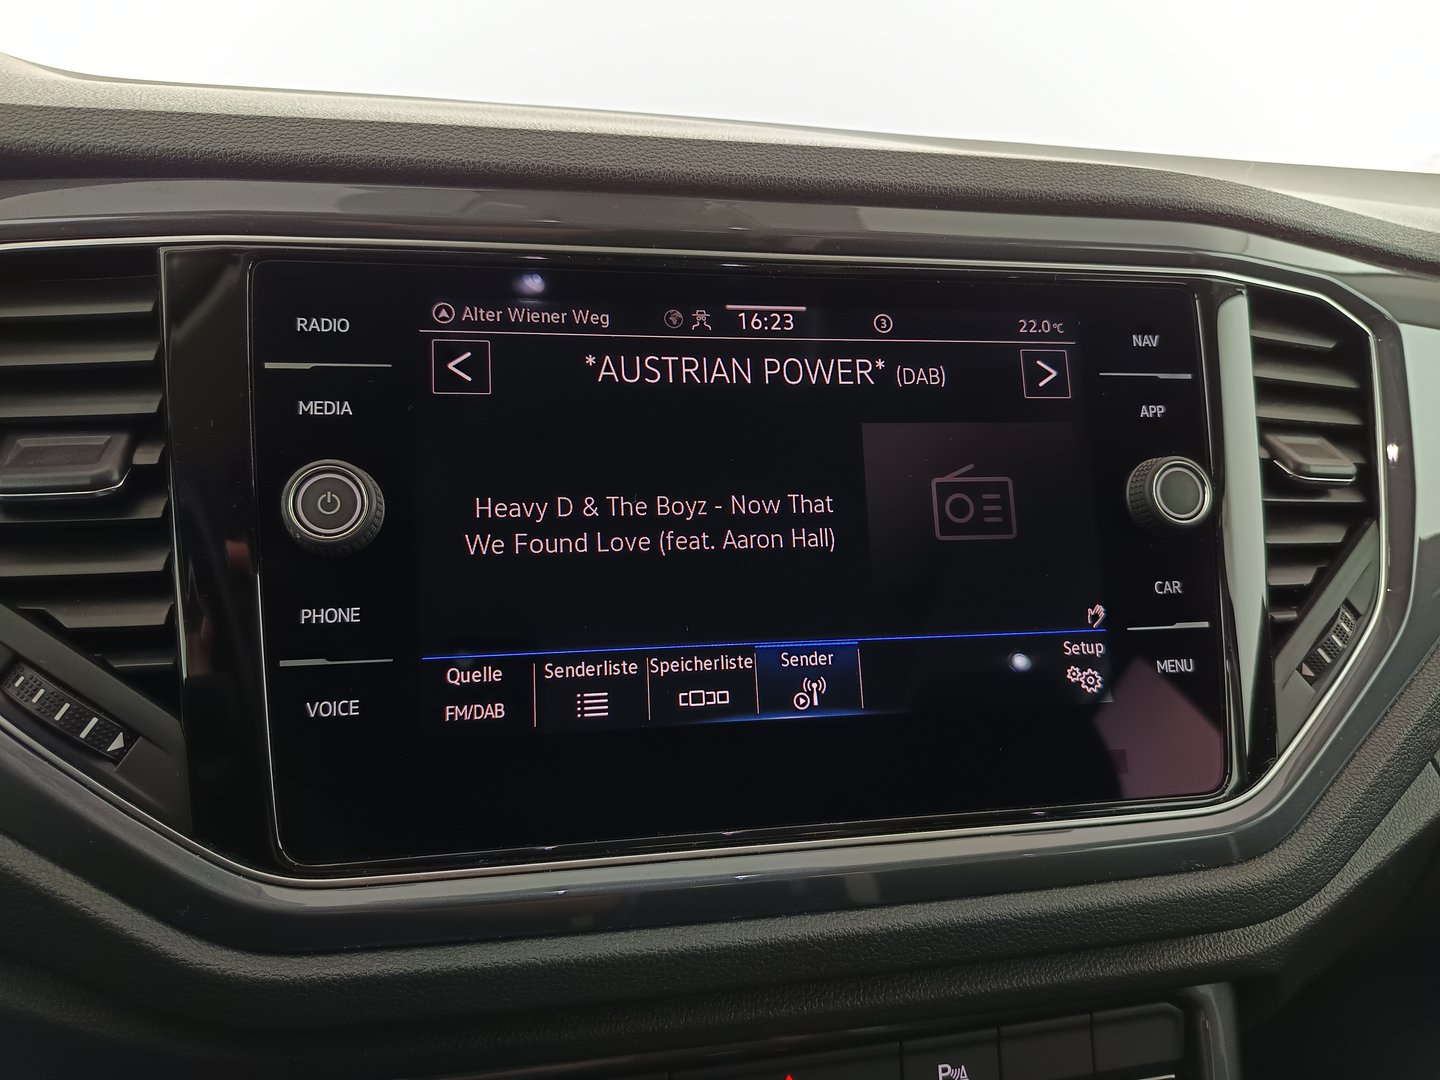 RADIO
MEDIA
PHONE
VOICE
Alter Wiener Weg
16:23
3
22.0°C
<
*AUSTRIAN POWER* (DAB)
>
Heavy D & The Boyz - Now That
We Found Love (feat. Aaron Hall)
Quelle
FM/DAB
Senderliste
Speicherliste
Sender
Setup
NAV
APP
CAR
MENU
P